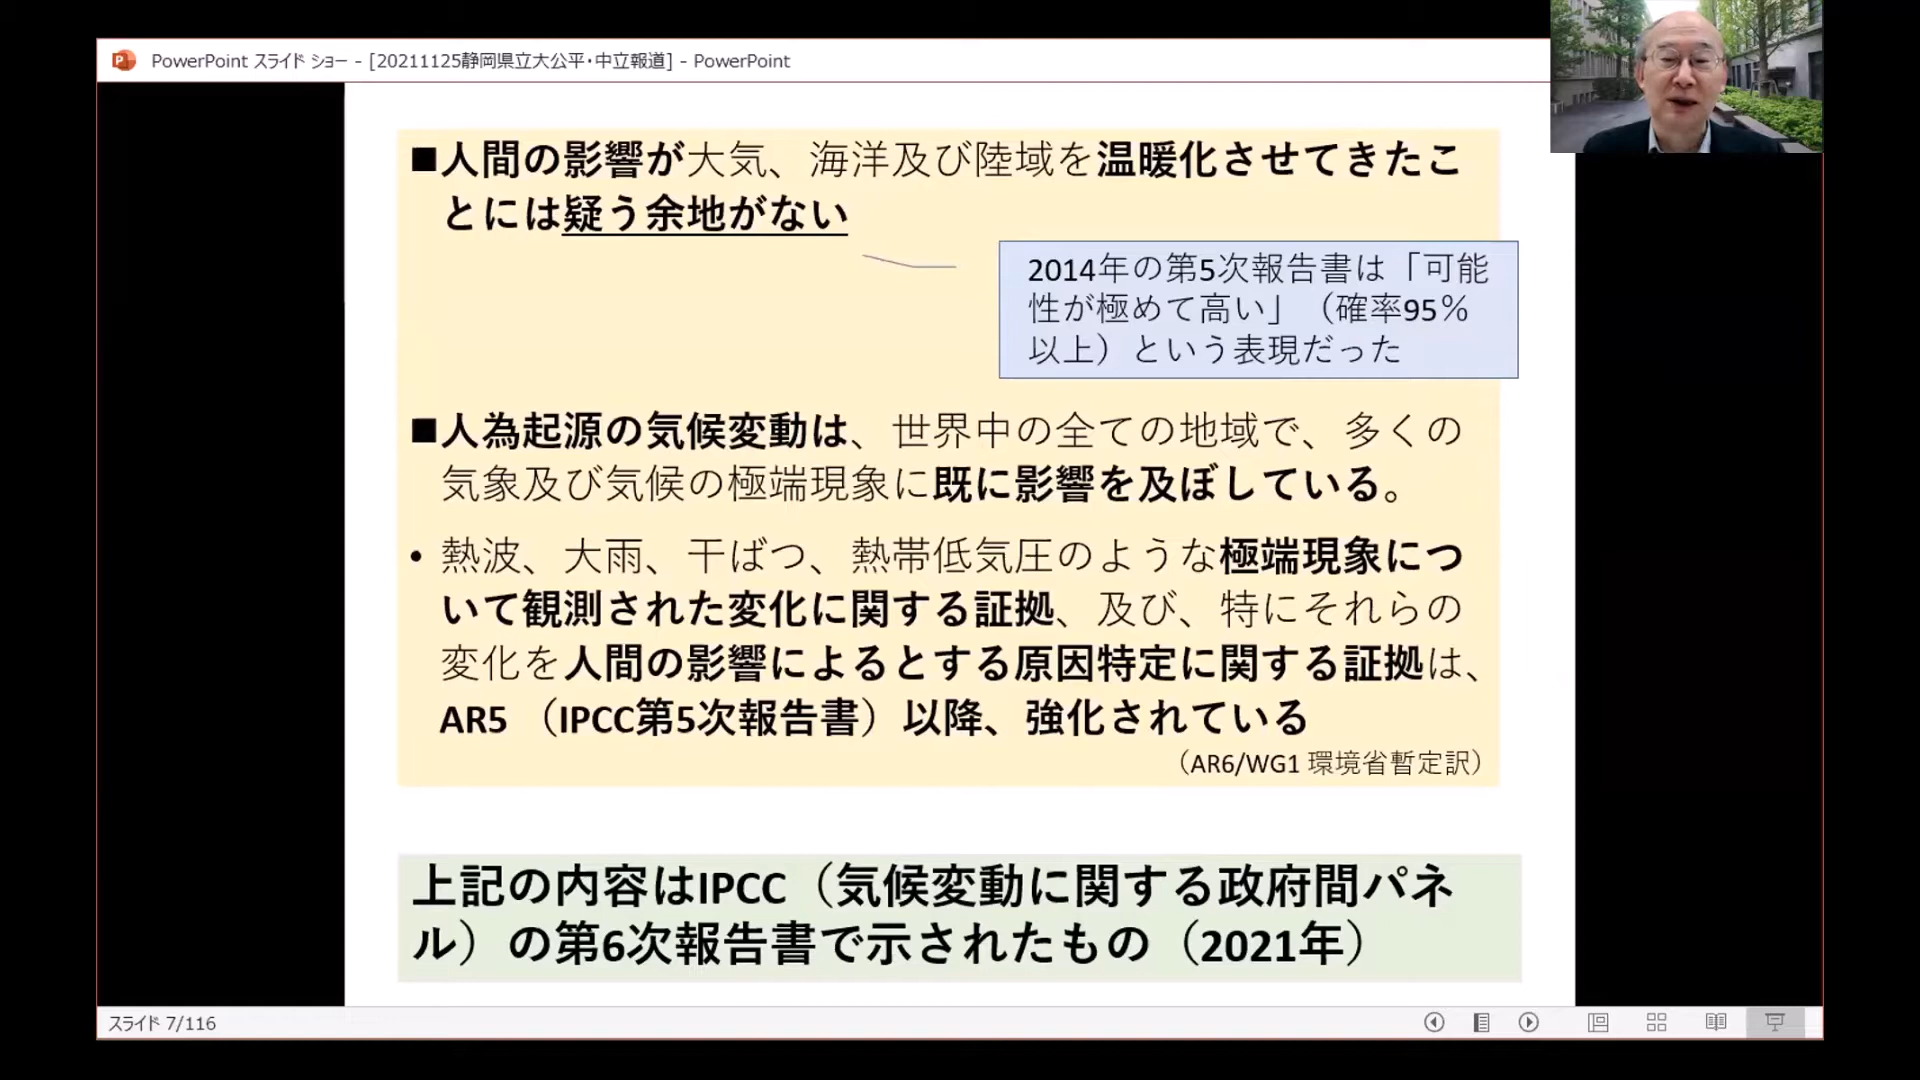 PowerPoint スライド ショー - [20211125静岡県立大公平・中立報道] - PowerPoint
■人間の影響が大気、海洋及び陸域を温暖化させてきたこ
とには疑う余地がない
2014年の第5次報告書は「可能
性が極めて高い」（確率95％
以上）という表現だった
■人為起源の気候変動は、世界中の全ての地域で、多くの
気象及び気候の極端現象に既に影響を及ぼしている。
• 熱波、大雨、干ばつ、熱帯低気圧のような極端現象につ
いて観測された変化に関する証拠、及び、特にそれらの
変化を人間の影響によるとする原因特定に関する証拠は、
AR5 （IPCC第5次報告書）以降、強化されている
（AR6/WG1 環境省暫定訳）
上記の内容はIPCC（気候変動に関する政府間パネ
ル）の第6次報告書で示されたもの（2021年）
スライド 7/116